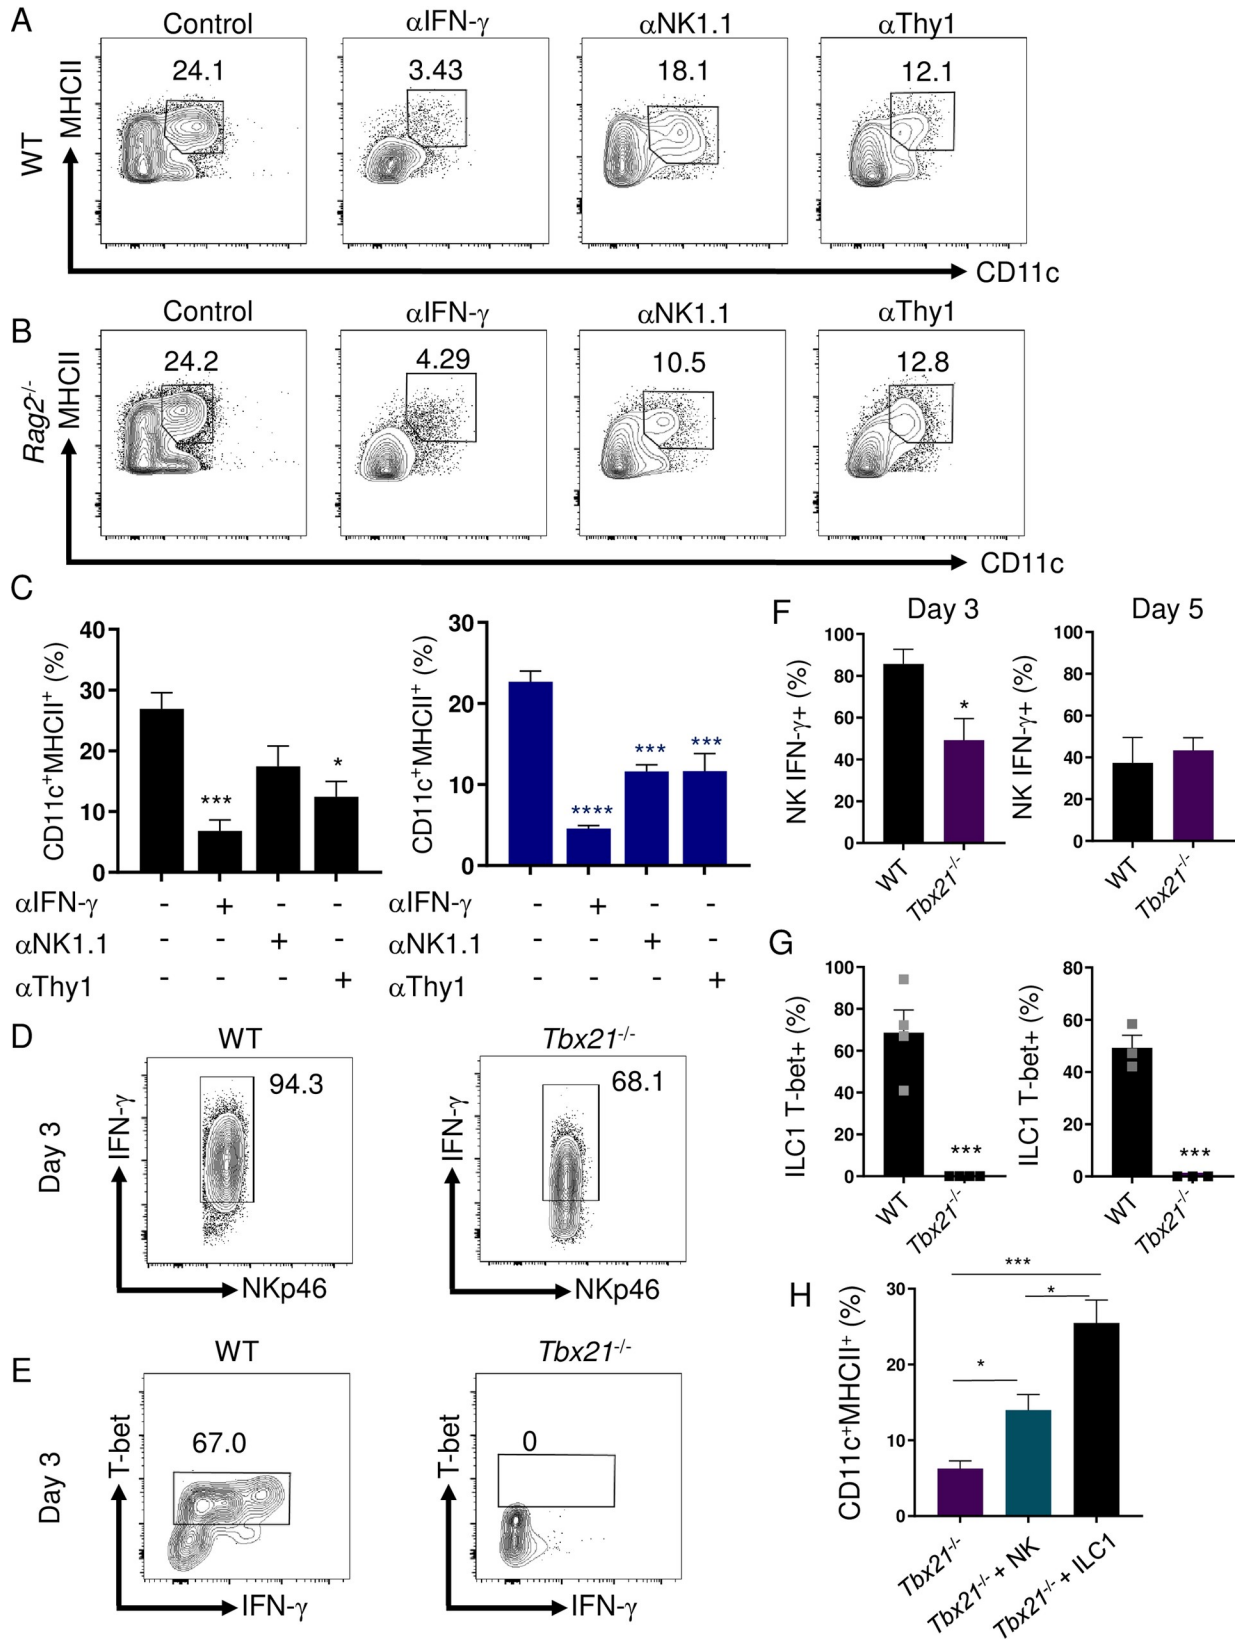 A
Control αIFN-γ αNK1.1 αThy1
24.1 3.43 18.1 12.1
WT
MHCII
CD11c
B
Control αIFN-γ αNK1.1 αThy1
24.2 4.29 10.5 12.8
Rag2-/-
MHCII
CD11c
C
CD11c+MHCII+ (%)
40
30
20
10
0
*** *
αIFN-γ - + - -
αNK1.1 - - + -
αThy1 - - - +
CD11c+MHCII+ (%)
30
20
10
0
**** *** ***
αIFN-γ - + - -
αNK1.1 - - + -
αThy1 - - - +
D
WT Tbx21-/-
94.3 68.1
Day 3
IFN-γ IFN-γ
NKp46 NKp46
E
WT Tbx21-/-
67.0 0
Day 3
T-bet T-bet
IFN-γ IFN-γ
F
Day 3 Day 5
NK IFN-γ+ (%)
100
80
60
40
20
0
*
WT Tbx21-/-
NK IFN-γ+ (%)
100
80
60
40
20
0
WT Tbx21-/-
G
ILC1 T-bet+ (%)
100
80
60
40
20
0
***
WT Tbx21-/-
ILC1 T-bet+ (%)
80
60
40
20
0
***
WT Tbx21-/-
H
CD11c+MHCII+ (%)
30
20
10
0
***
*
*
Tbx21-/- Tbx21-/- + NK Tbx21-/- + ILC1